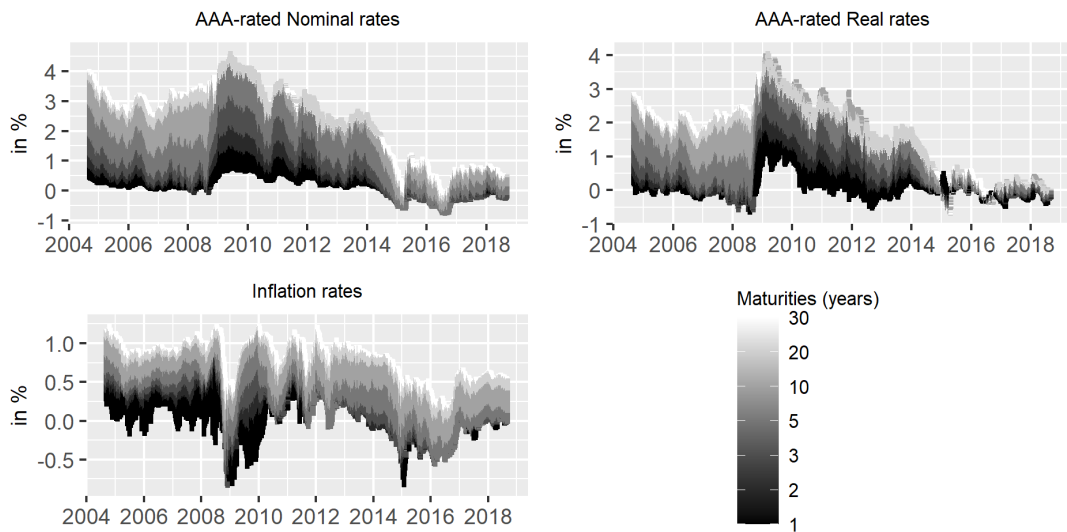 AAA-rated Nominal rates
in %
4
3
2
1
0
-1
2004 2006 2008 2010 2012 2014 2016 2018
AAA-rated Real rates
in %
4
3
2
1
0
-1
2004 2006 2008 2010 2012 2014 2016 2018
Inflation rates
in %
1.0
0.5
0.0
-0.5
2004 2006 2008 2010 2012 2014 2016 2018
Maturities (years)
30
20
10
5
3
2
1